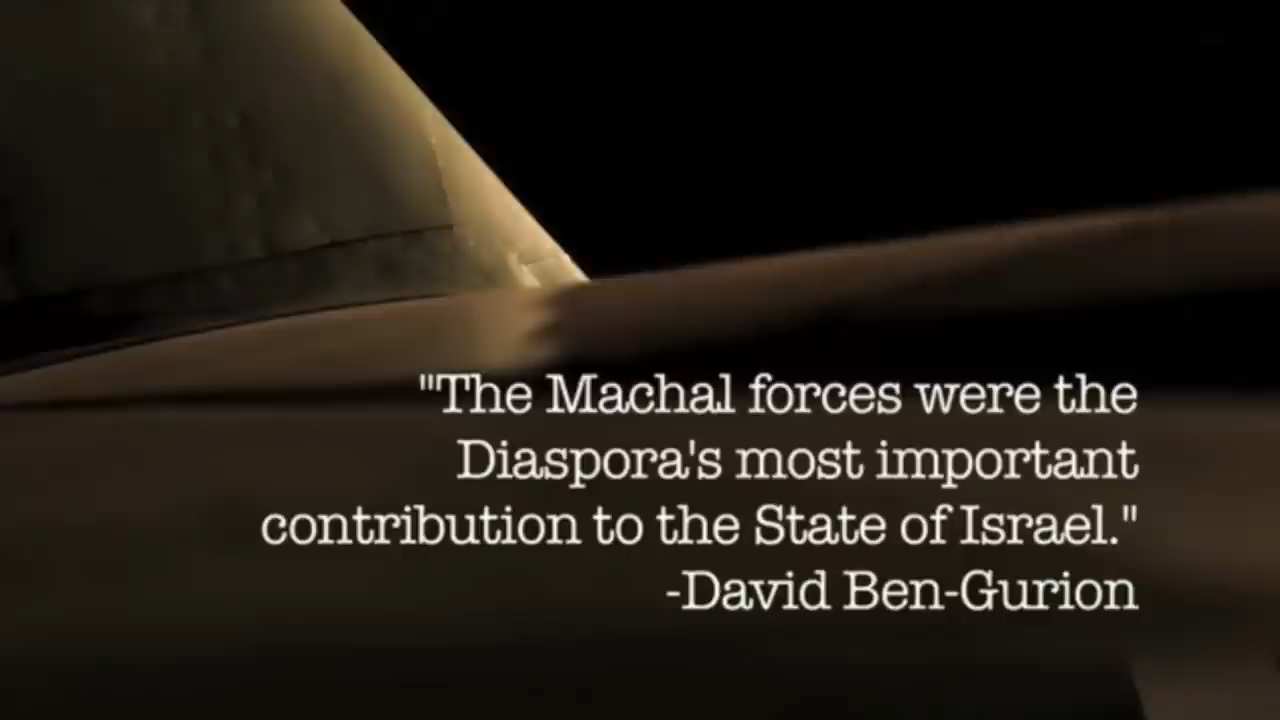 "The Machal forces were the
Diaspora's most important
contribution to the State of Israel."
-David Ben-Gurion